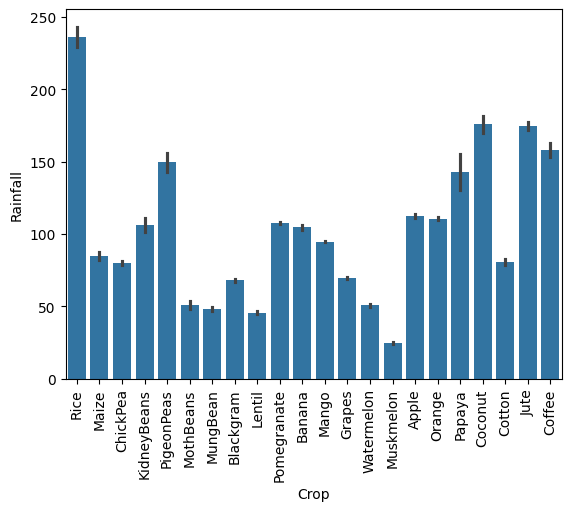 250
200
150
100
50
0
Rainfall
Rice
Maize
ChickPea
KidneyBeans
PigeonPeas
MothBeans
MungBean
Blackgram
Lentil
Pomegranate
Banana
Mango
Grapes
Watermelon
Muskmelon
Apple
Orange
Papaya
Coconut
Cotton
Jute
Coffee
Crop